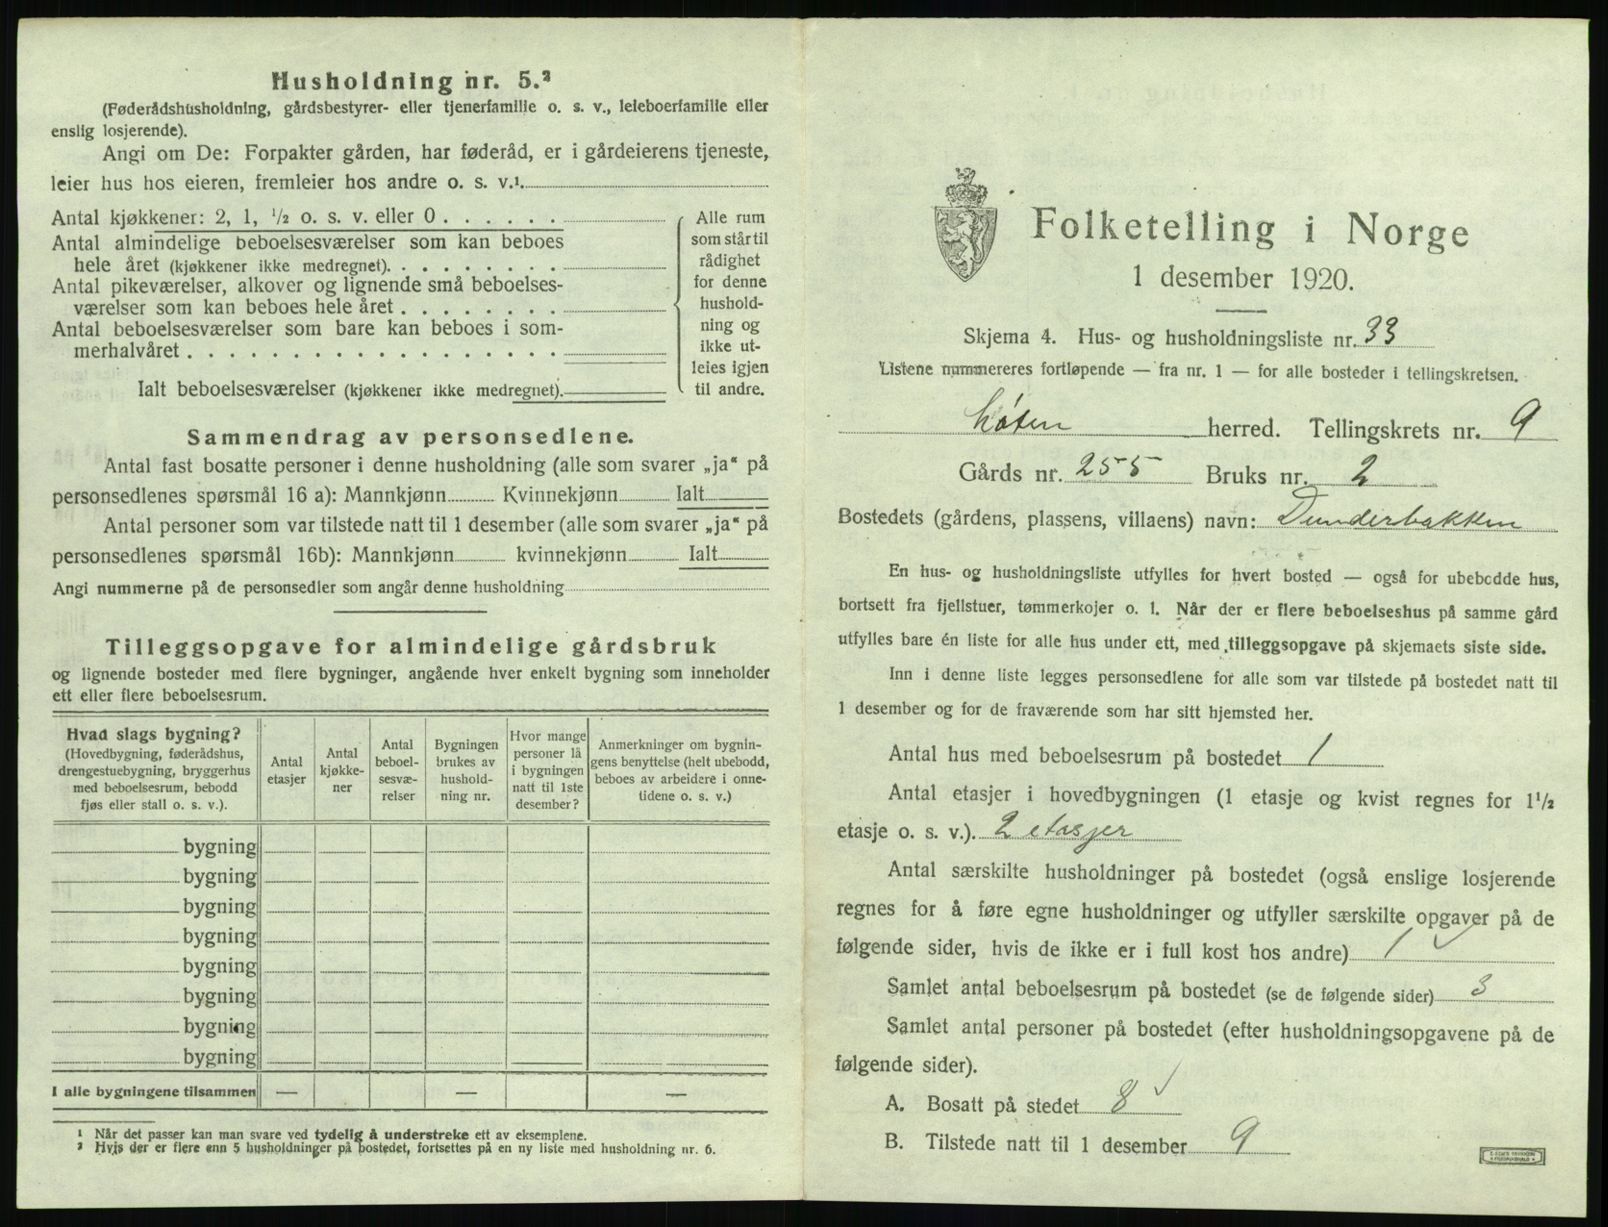 Husholdning nr. 5.²
(Føderådshusholdning, gårdsbestyrer- eller tjenerfamilie o. s. v., leieboerfamilie eller
enslig losjerende).
Angi om De: Forpakter gården, har føderåd, er i gårdeierens tjeneste,
leier hus hos eieren, fremleier hos andre o. s. v.¹
Antal kjøkkener: 2, 1, ½ o. s. v. eller 0 . . . . . .
Antal almindelige beboelsesværelser som kan beboes
hele året (kjøkkener ikke medregnet). . . . . . . . .
Antal pikeværelser, alkover og lignende små beboelses-
værelser som kan beboes hele året . . . . . . . .
Antal beboelsesværelser som bare kan beboes i som-
merhalvåret . . . . . . . . . . . . . . . . . .
Ialt beboelsesværelser (kjøkkener ikke medregnet).
Alle rum
som står til
rådighet
for denne
hushold-
ning og
ikke ut-
leies igjen
til andre.
Sammendrag av personsedlene.
Antal fast bosatte personer i denne husholdning (alle som svarer „ja“ på
personsedlenes spørsmål 16 a): Mannkjønn Kvinnekjønn Ialt
Antal personer som var tilstede natt til 1 desember (alle som svarer „ja“ på
personsedlenes spørsmål 16b): Mannkjønn kvinnekjønn Ialt
Angi nummerne på de personsedler som angår denne husholdning
Tilleggsopgave for almindelige gårdsbruk
og lignende bosteder med flere bygninger, angående hver enkelt bygning som inneholder
ett eller flere beboelsesrum.
Hvad slags bygning?
(Hovedbygning, føderådshus,
drengestuebygning, bryggerhus
med beboelsesrum, bebodd
fjøs eller stall o. s. v.).
Antal
etasjer
Antal
kjøkke-
ner
Antal
beboel-
sesvæ-
relser
Bygningen
brukes av
hushold-
ning nr.
Hvor mange
personer lå
i bygningen
natt til 1ste
desember?
Anmerkninger om bygnin-
gens benyttelse (helt ubebodd,
beboes av arbeidere i onne-
tidene o. s. v.)
bygning
bygning
bygning
bygning
bygning
bygning
bygning
bygning
I alle bygningene tilsammen — — —
¹ Når det passer kan man svare ved tydelig å understreke ett av eksemplene.
² Hvis der er flere enn 5 husholdninger på bostedet, fortsettes på en ny liste med husholdning nr. 6.
Folketelling i Norge
1 desember 1920.
Skjema 4. Hus- og husholdningsliste nr. 33
Listene nummereres fortløpende — fra nr. 1 — for alle bosteder i tellingskretsen.
Løten herred. Tellingskrets nr. 9
Gårds nr. 255 Bruks nr. 2
Bostedets (gårdens, plassens, villaens) navn: Dunderbakken
En hus- og husholdningsliste utfylles for hvert bosted — også for ubebodde hus,
bortsett fra fjellstuer, tømmerkojer o. l. Når der er flere beboelseshus på samme gård
utfylles bare én liste for alle hus under ett, med tilleggsopgave på skjemaets siste side.
Inn i denne liste legges personsedlene for alle som var tilstede på bostedet natt til
1 desember og for de fraværende som har sitt hjemsted her.
Antal hus med beboelsesrum på bostedet 1
Antal etasjer i hovedbygningen (1 etasje og kvist regnes for 1½
etasje o. s. v.). 2 etasjer
Antal særskilte husholdninger på bostedet (også enslige losjerende
regnes for å føre egne husholdninger og utfyller særskilte opgaver på de
følgende sider, hvis de ikke er i full kost hos andre) 1 ✓
Samlet antal beboelsesrum på bostedet (se de følgende sider) 3
Samlet antal personer på bostedet (efter husholdningsopgavene på de
følgende sider).
A. Bosatt på stedet 8 ✓
B. Tilstede natt til 1 desember 9